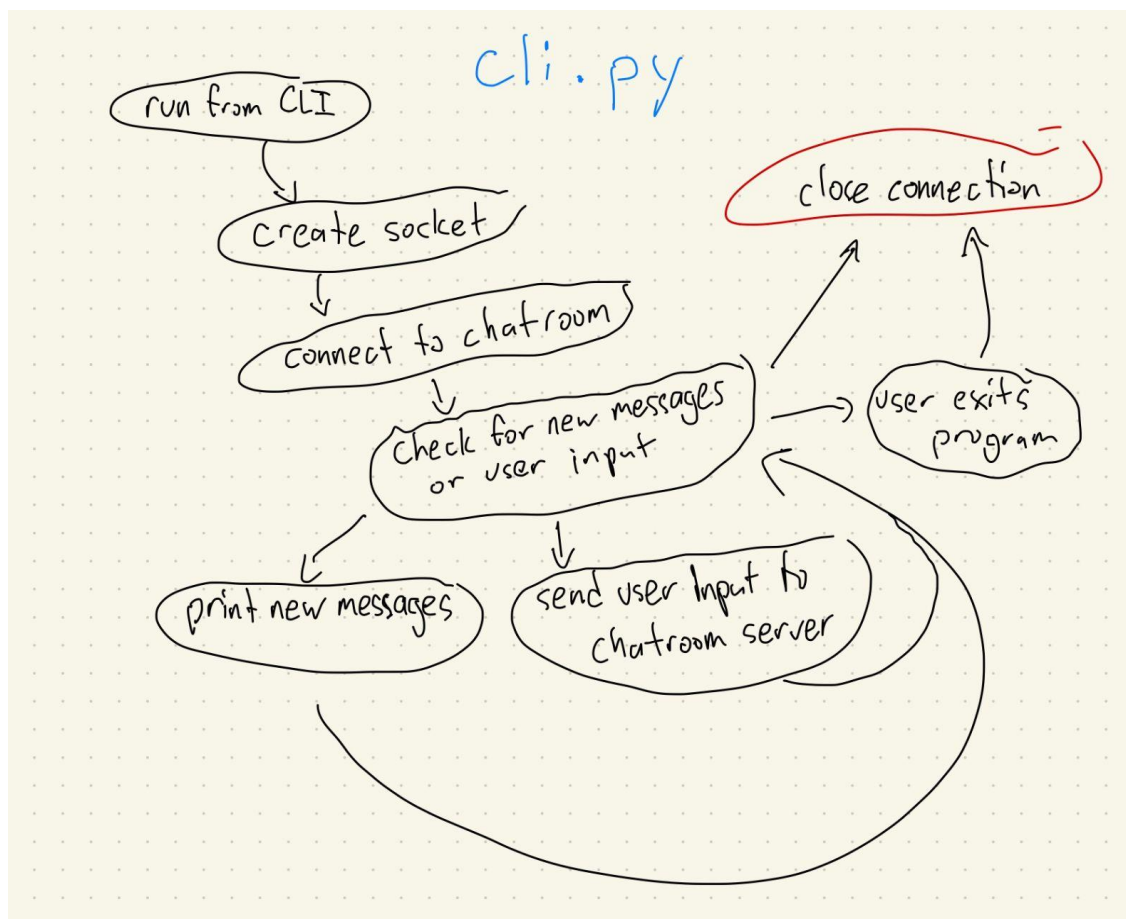 cli.py
run from CLI
create socket
connect to chatroom
check for new messages
or user input
close connection
user exits
program
print new messages
send user Input to
chatroom server